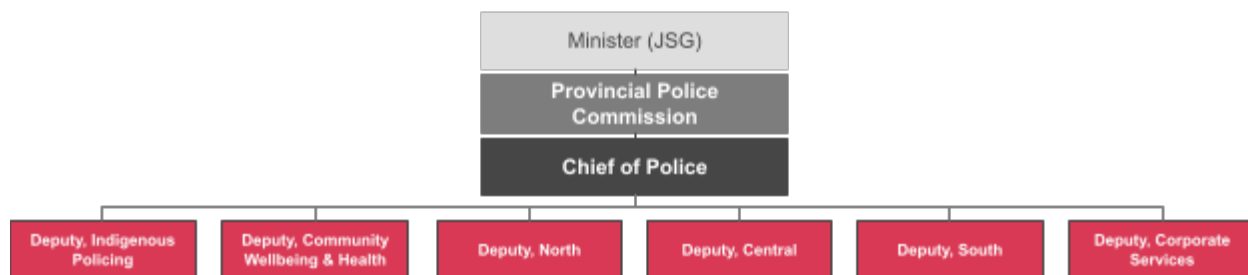 Minister (JSG)
Provincial Police
Commission
Chief of Police
Deputy, Indigenous
Policing
Deputy, Community
Wellbeing & Health
Deputy, North
Deputy, Central
Deputy, South
Deputy, Corporate
Services